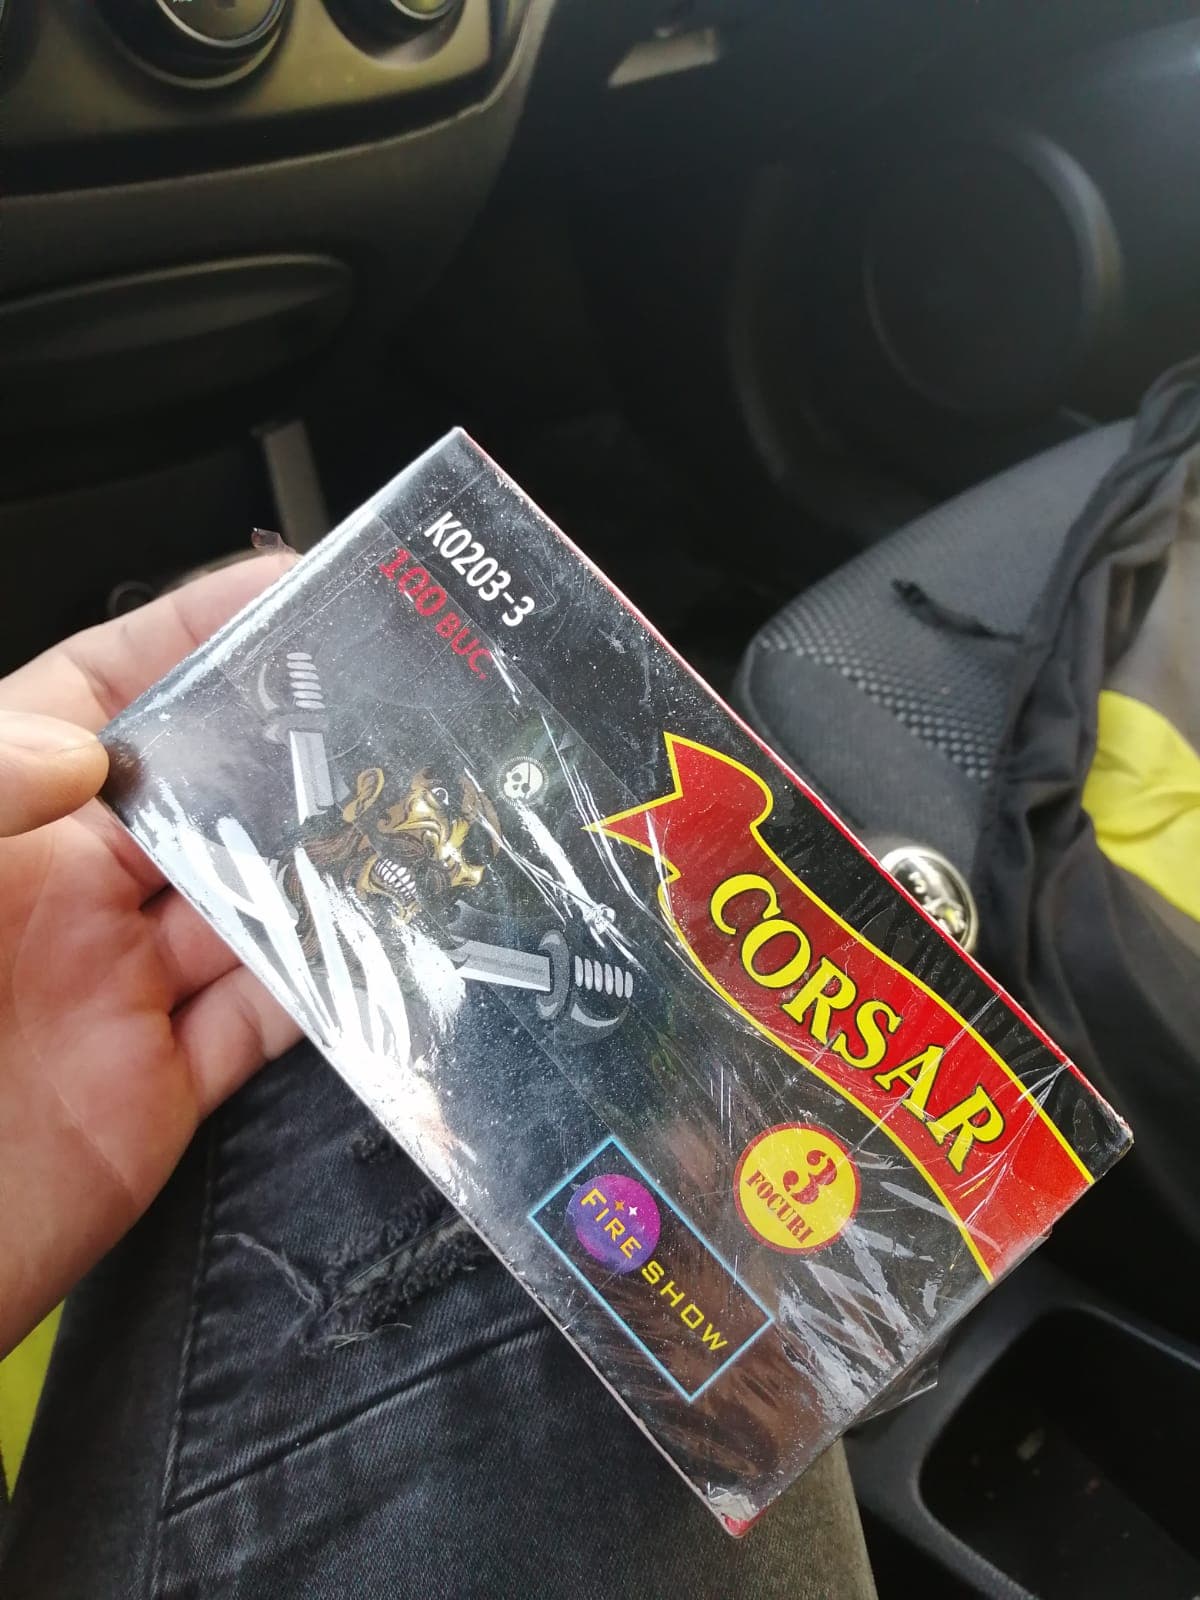 K0203-3
100 BUC.
CORSAR
3
FOCURI
FIRE SHOW